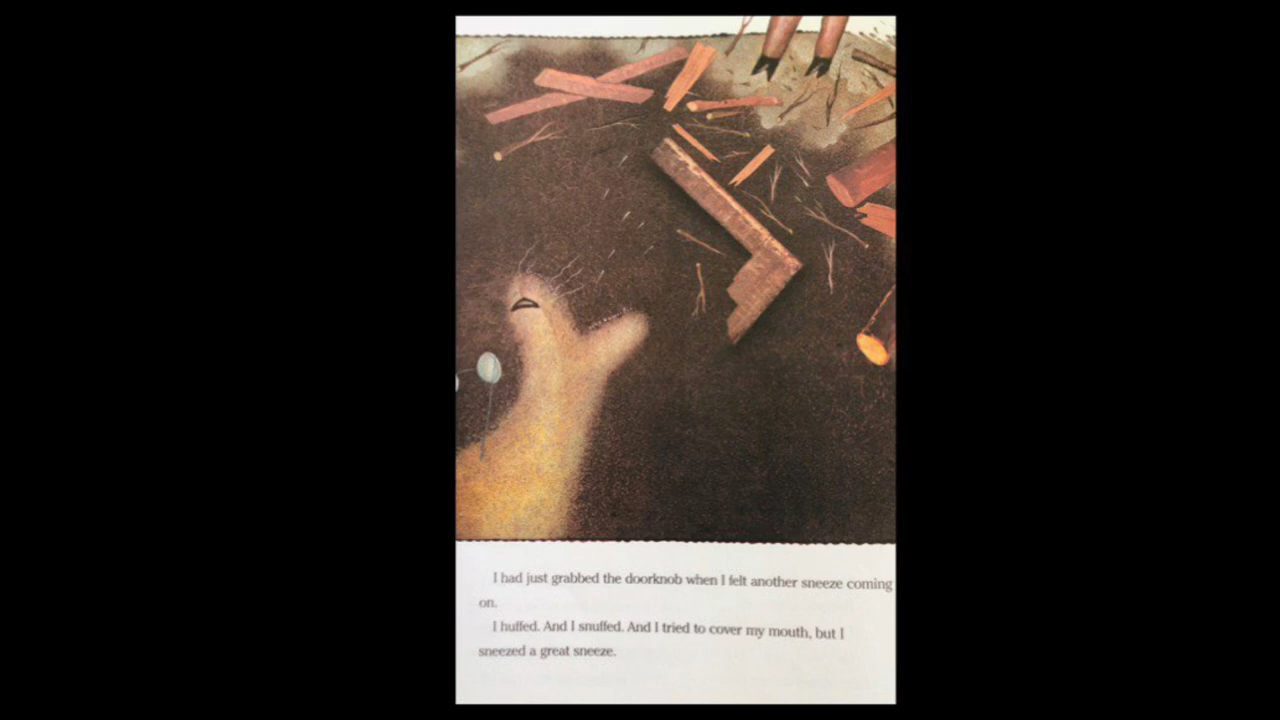 I had just grabbed the doorknob when I felt another sneeze coming
on.
I huffed. And I snuffed. And I tried to cover my mouth, but I
sneezed a great sneeze.